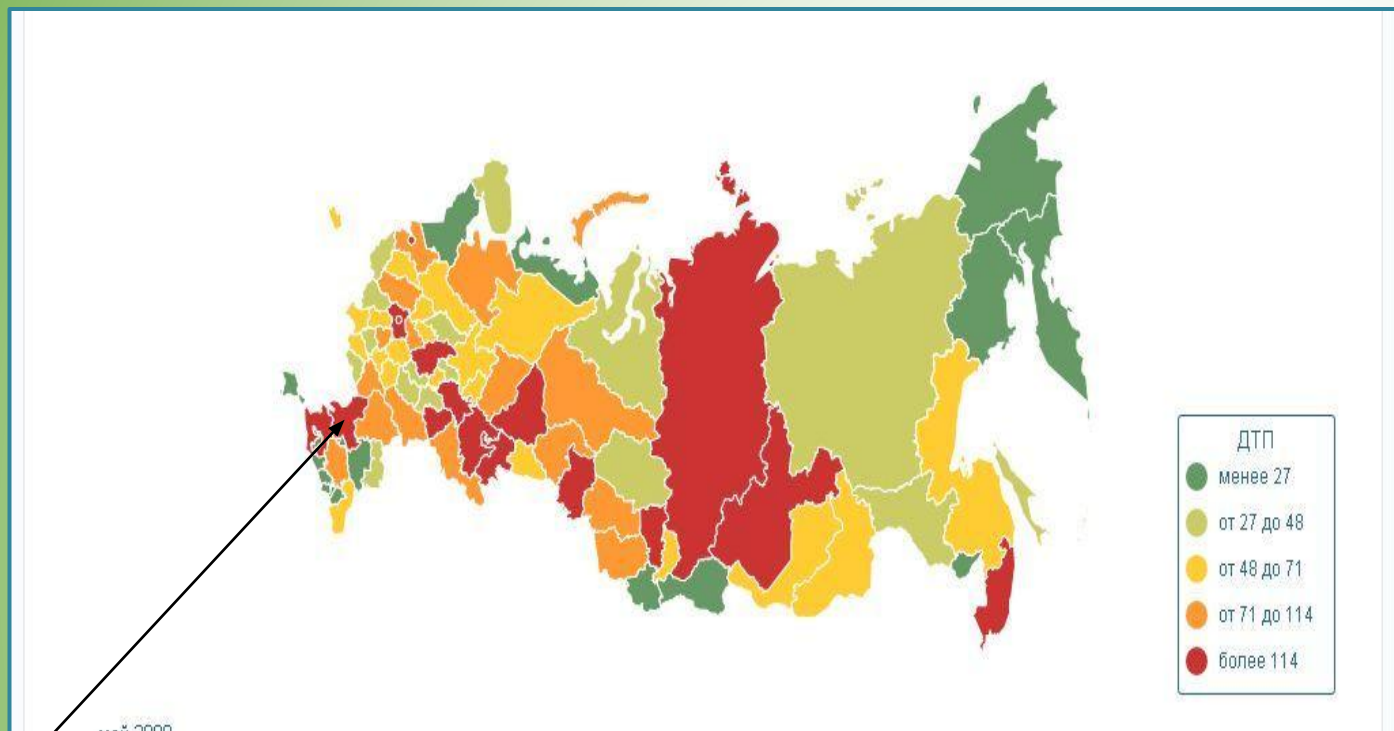 ДТП
менее 27
от 27 до 48
от 48 до 71
от 71 до 114
более 114